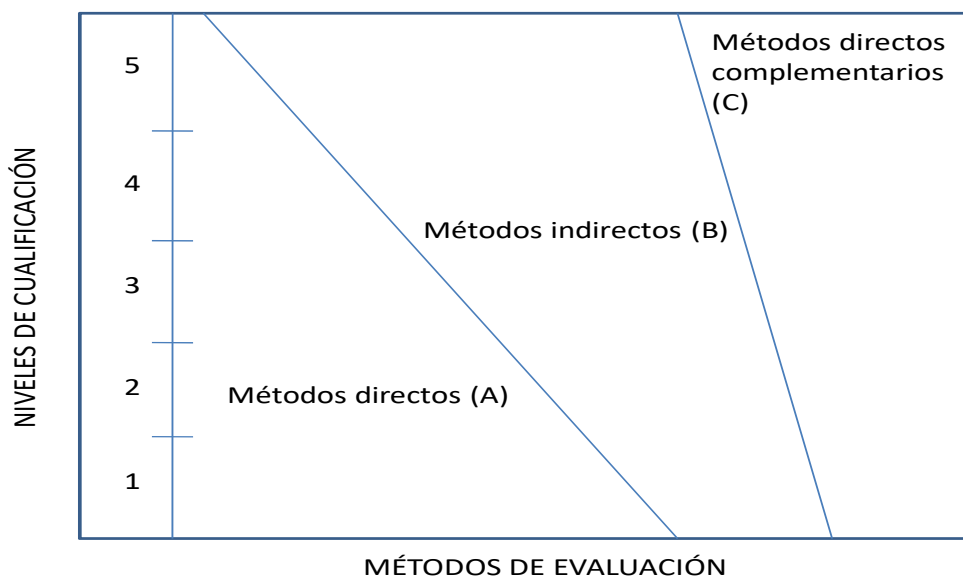 Métodos directos
complementarios
(C)
5
4
Métodos indirectos (B)
3
Métodos directos (A)
2
1
NIVELES DE CUALIFICACIÓN
MÉTODOS DE EVALUACIÓN